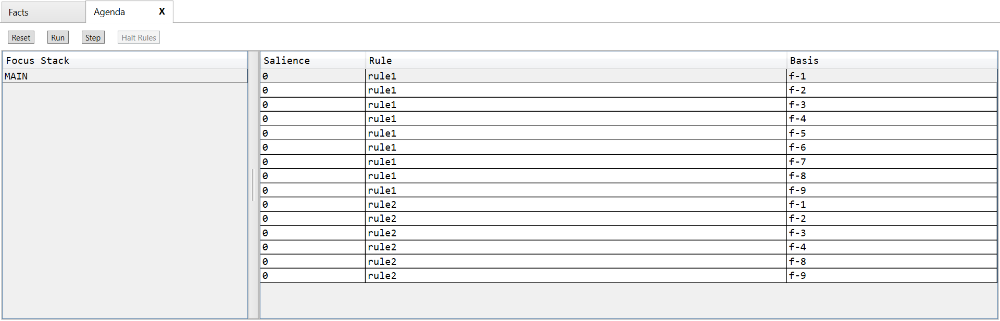 Facts Agenda X
Reset Run Step Halt Rules
Focus Stack
MAIN
Salience Rule Basis
0 rule1 f-1
0 rule1 f-2
0 rule1 f-3
0 rule1 f-4
0 rule1 f-5
0 rule1 f-6
0 rule1 f-7
0 rule1 f-8
0 rule1 f-9
0 rule2 f-1
0 rule2 f-2
0 rule2 f-3
0 rule2 f-4
0 rule2 f-8
0 rule2 f-9